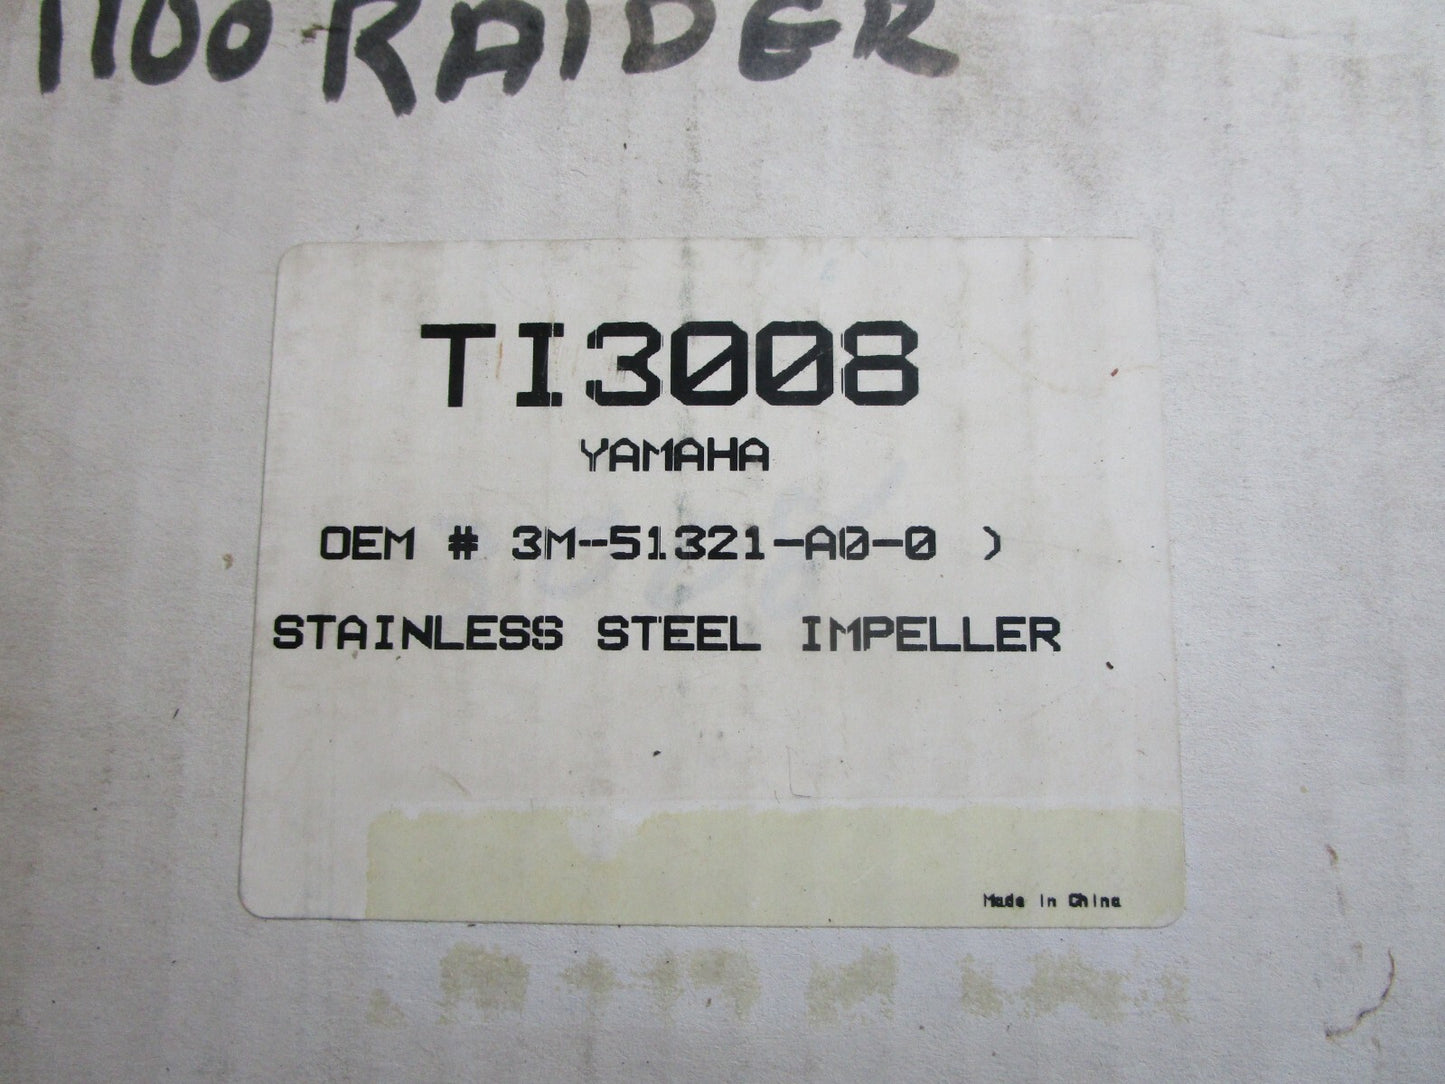 1100 RAIDER
TI3008
YAMAHA
OEM # 3M-51321-A0-0 )
STAINLESS STEEL IMPELLER
Made in China